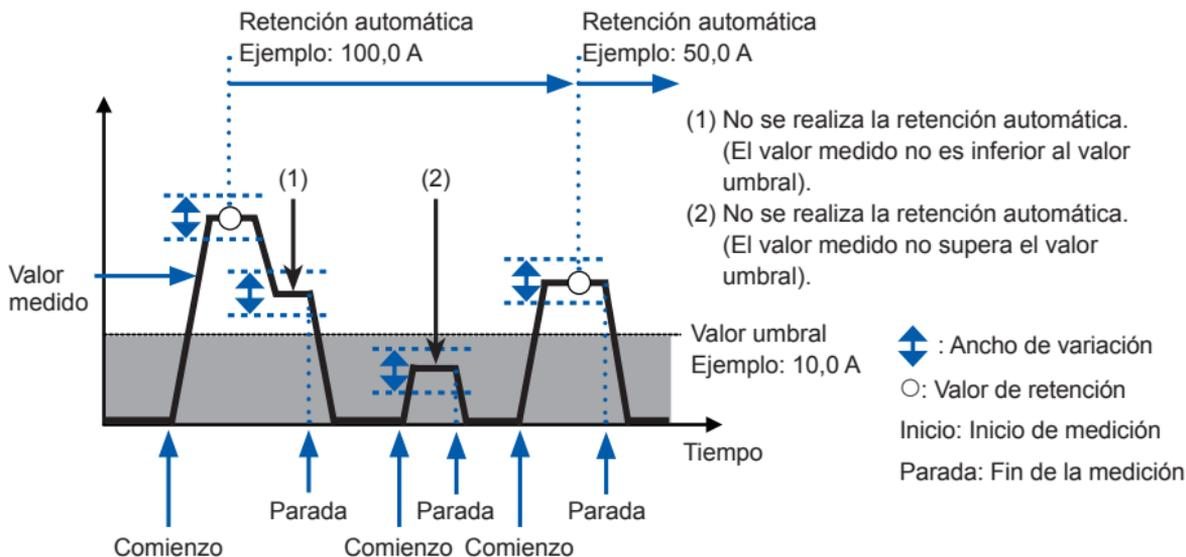 Retención automática
Ejemplo: 100,0 A
Retención automática
Ejemplo: 50,0 A
(1) No se realiza la retención automática.
(El valor medido no es inferior al valor
umbral).
(2) No se realiza la retención automática.
(El valor medido no supera el valor
umbral).
(1)
(2)
Valor
medido
Valor umbral
Ejemplo: 10,0 A
: Ancho de variación
: Valor de retención
Inicio: Inicio de medición
Parada: Fin de la medición
Tiempo
Parada
Parada
Parada
Comienzo
Comienzo
Comienzo